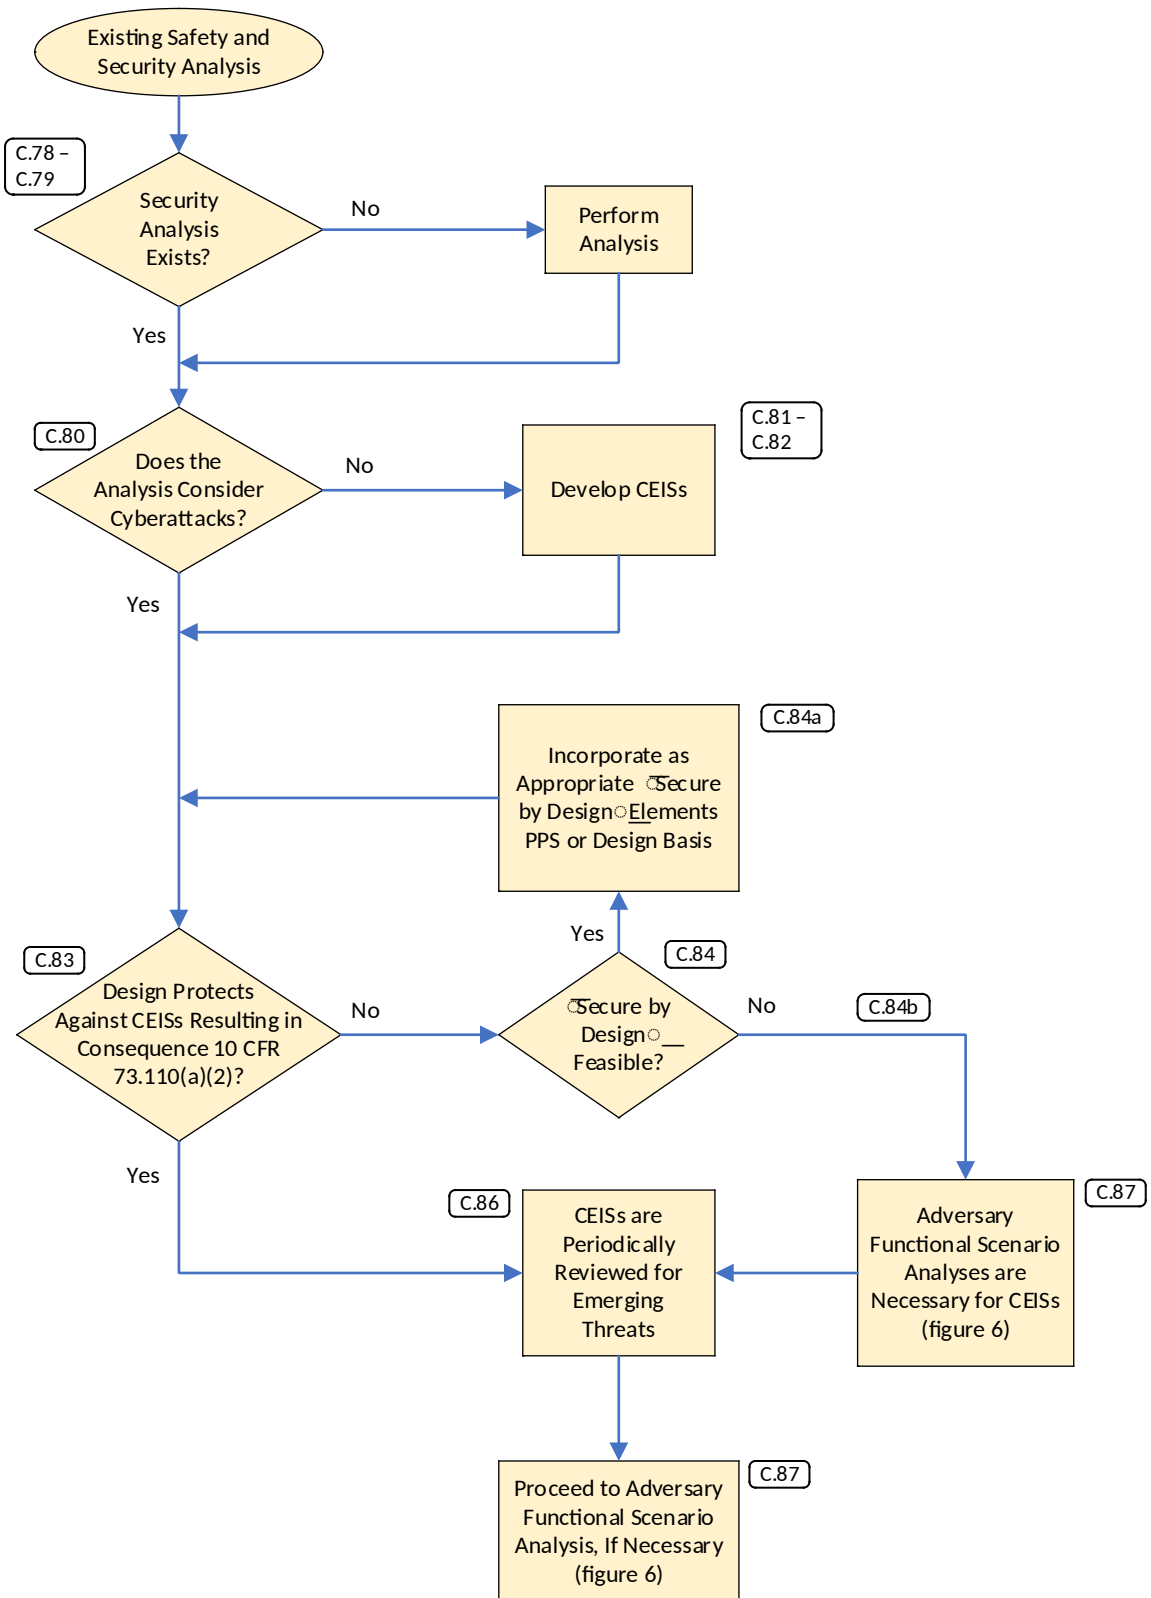 Existing Safety and
Security Analysis
C.78 –
C.79
Security
Analysis
Exists?
No
Perform
Analysis
Yes
C.80
Does the
Analysis Consider
Cyberattacks?
No
Develop CEISs
C.81 –
C.82
Yes
Incorporate as
Appropriate Secure
by Design Elements
PPS or Design Basis
C.84a
Yes
C.83
Design Protects
Against CEISs Resulting in
Consequence 10 CFR
73.110(a)(2)?
No
C.84
Secure by
Design
Feasible?
No
C.84b
Yes
C.86
CEISs are
Periodically
Reviewed for
Emerging
Threats
Adversary
Functional Scenario
Analyses are
Necessary for CEISs
(figure 6)
C.87
Proceed to Adversary
Functional Scenario
Analysis, If Necessary
(figure 6)
C.87